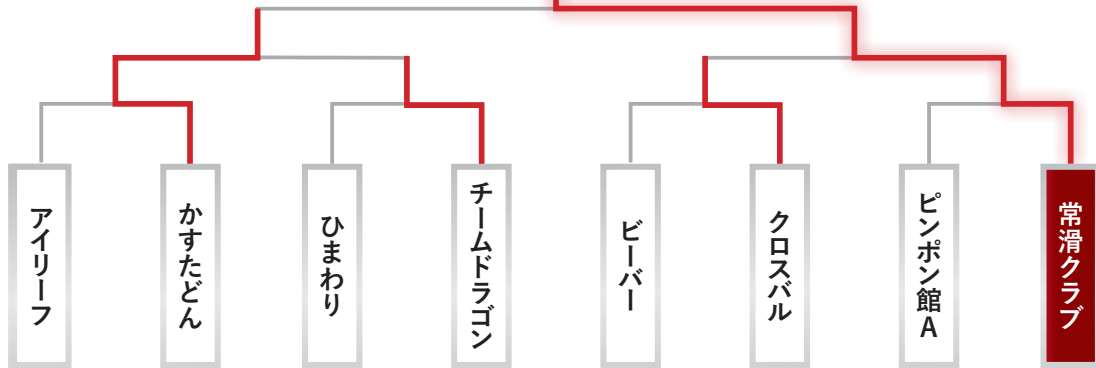 アイリーフ
かすたどん
ひまわり
チームドラゴン
ビーバー
クロスバル
ピンポン館A
常滑クラブ